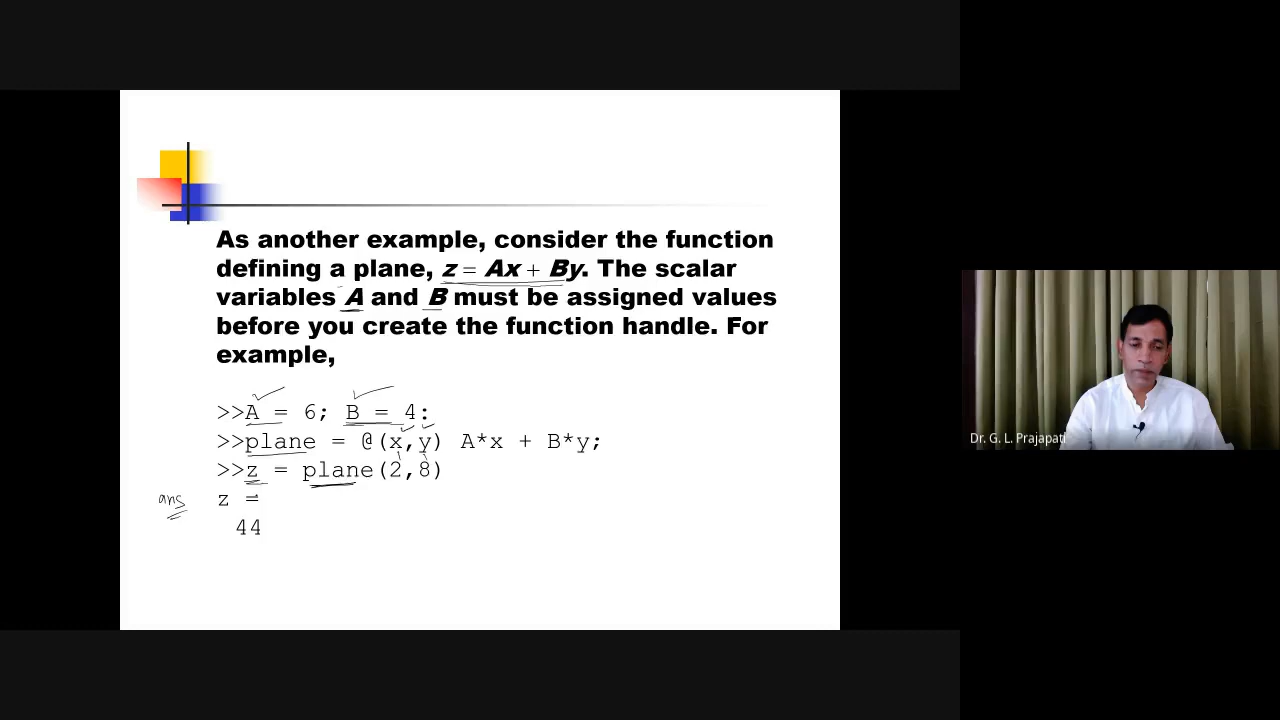 As another example, consider the function
defining a plane, z = Ax + By. The scalar
variables A and B must be assigned values
before you create the function handle. For
example,
>>A = 6; B = 4:
>>plane = @(x,y) A*x + B*y;
>>z = plane(2,8)
ans z =
44
Dr. G. L. Prajapati